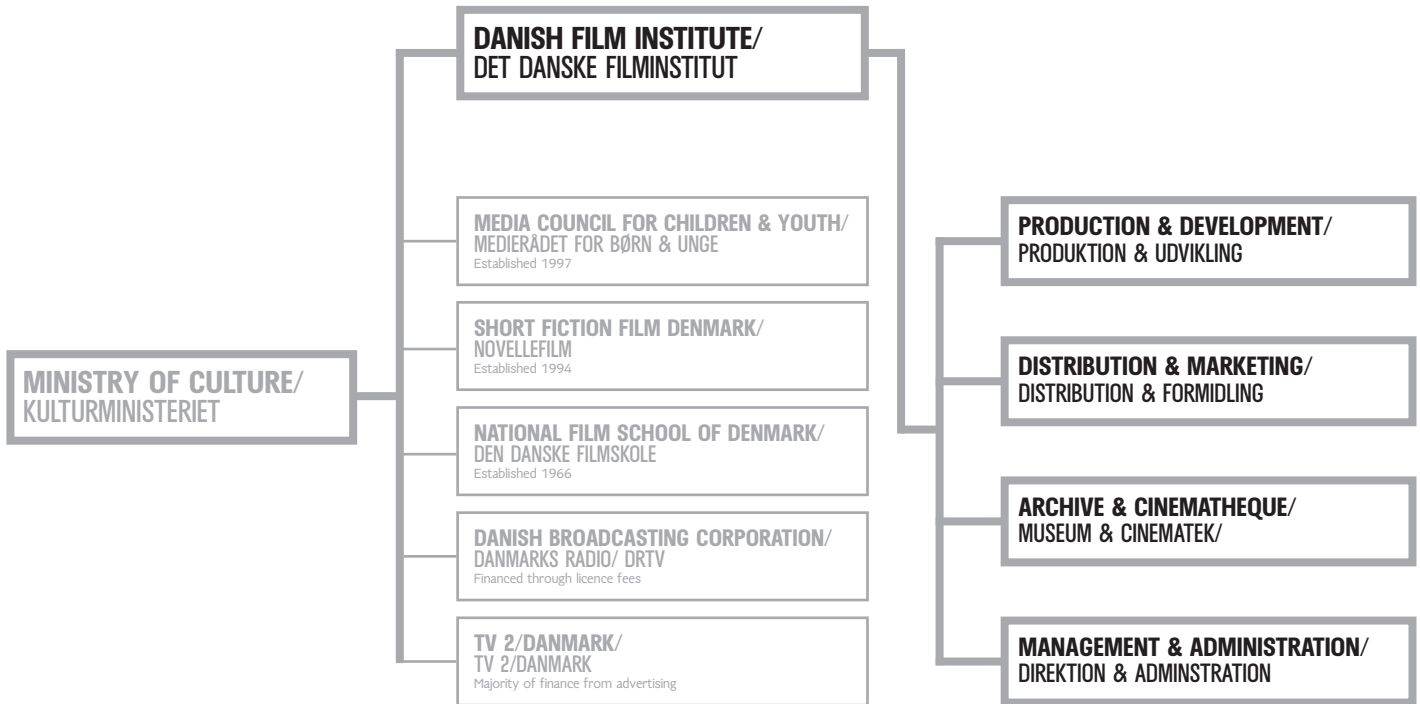 DANISH FILM INSTITUTE/
DET DANSKE FILMINSTITUT
MEDIA COUNCIL FOR CHILDREN & YOUTH/
MEDIERÅDET FOR BØRN & UNGE
Established 1997
SHORT FICTION FILM DENMARK/
NOVELLEFILM
Established 1994
MINISTRY OF CULTURE/
KULTURMINISTERIET
NATIONAL FILM SCHOOL OF DENMARK/
DEN DANSKE FILMSKOLE
Established 1966
DANISH BROADCASTING CORPORATION/
DANMARKS RADIO/ DRTV
Financed through licence fees
TV 2/DANMARK/
TV 2/DANMARK
Majority of finance from advertising
PRODUCTION & DEVELOPMENT/
PRODUKTION & UDVIKLING
DISTRIBUTION & MARKETING/
DISTRIBUTION & FORMIDLING
ARCHIVE & CINEMATHEQUE/
MUSEUM & CINEMATEK/
MANAGEMENT & ADMINISTRATION/
DIREKTION & ADMINSTRATION